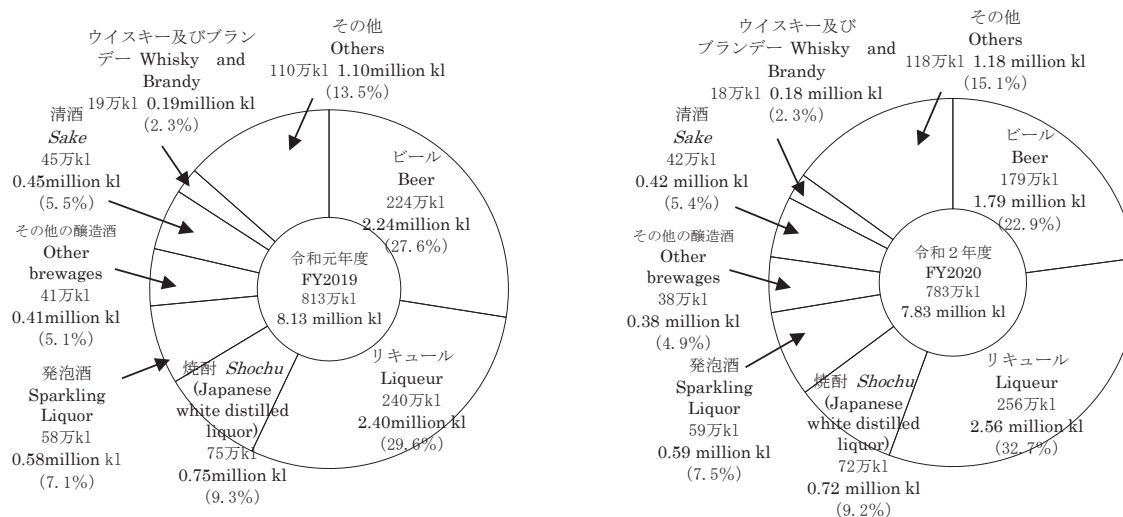 ウイスキー及びブラン
デー Whisky and
Brandy
19万kl 0.19million kl
(2.3%)
その他
Others
110万kl 1.10million kl
(13.5%)
清酒
Sake
45万kl
0.45million kl
(5.5%)
ビール
Beer
224万kl
2.24million kl
(27.6%)
その他の醸造酒
Other
brewages
41万kl
0.41million kl
(5.1%)
令和元年度
FY2019
813万kl
8.13 million kl
発泡酒
Sparkling
Liquor
58万kl
0.58million kl
(7.1%)
焼酎 Shochu
(Japanese
white distilled
liquor)
75万kl
0.75million kl
(9.3%)
リキュール
Liqueur
240万kl
2.40million kl
(29.6%)
ウイスキー及び
ブランデー Whisky and
Brandy
18万kl 0.18 million kl
(2.3%)
その他
Others
118万kl 1.18 million kl
(15.1%)
清酒
Sake
42万kl
0.42 million kl
(5.4%)
ビール
Beer
179万kl
1.79 million kl
(22.9%)
その他の醸造酒
Other
brewages
38万kl
0.38 million kl
(4.9%)
令和２年度
FY2020
783万kl
7.83 million kl
発泡酒
Sparkling
Liquor
59万kl
0.59 million kl
(7.5%)
焼酎 Shochu
(Japanese
white distilled
liquor)
72万kl
0.72 million kl
(9.2%)
リキュール
Liqueur
256万kl
2.56 million kl
(32.7%)